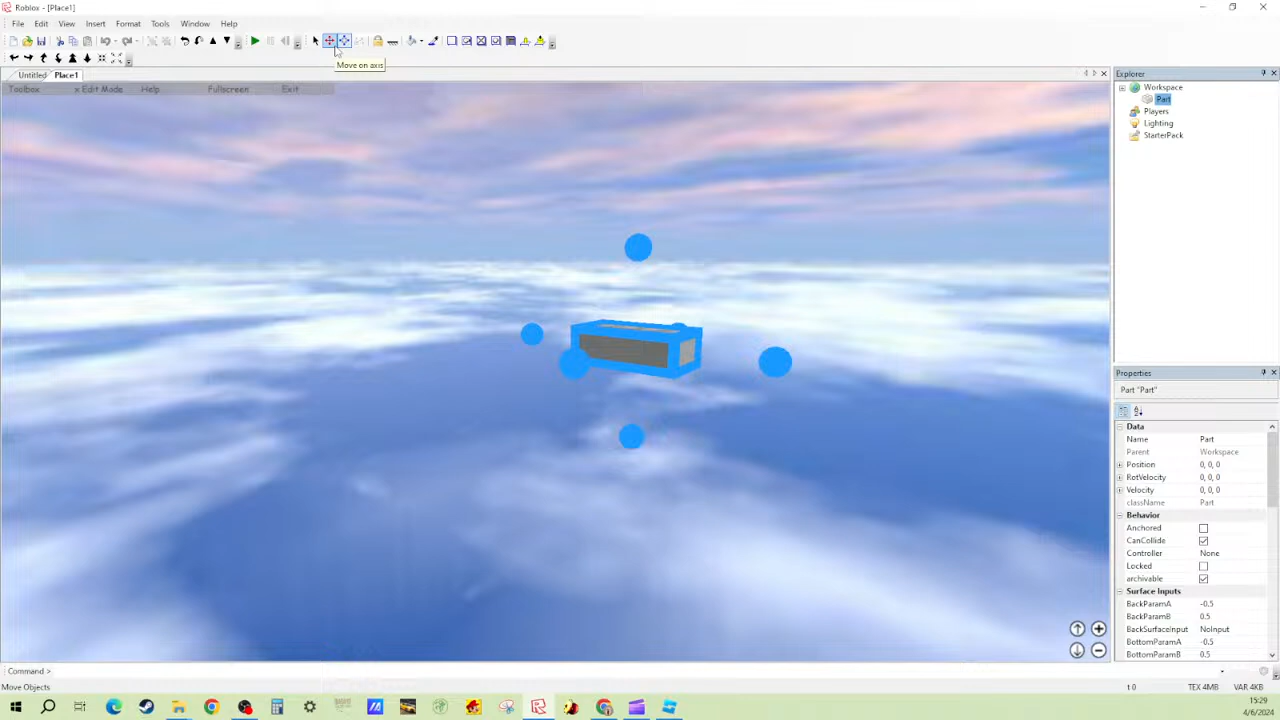 Roblox - [Place1]
File Edit View Insert Format Tools Window Help
Move on axis
Untitled Place1
Toolbox x Edit Mode Help Fullscreen Exit
Explorer
Workspace
Part
Players
Lighting
StarterPack
Properties
Part "Part"
Data
Name Part
Parent Workspace
Position 0, 0, 0
RotVelocity 0, 0, 0
Velocity 0, 0, 0
className Part
Behavior
Anchored
CanCollide
Controller None
Locked
archivable
Surface Inputs
BackParamA -0.5
BackParamB 0.5
BackSurfaceInput NoInput
BottomParamA -0.5
BottomParamB 0.5
Command >
Move Objects t 0 TEX 4MB VAR 4KB
15:29
4/6/2024